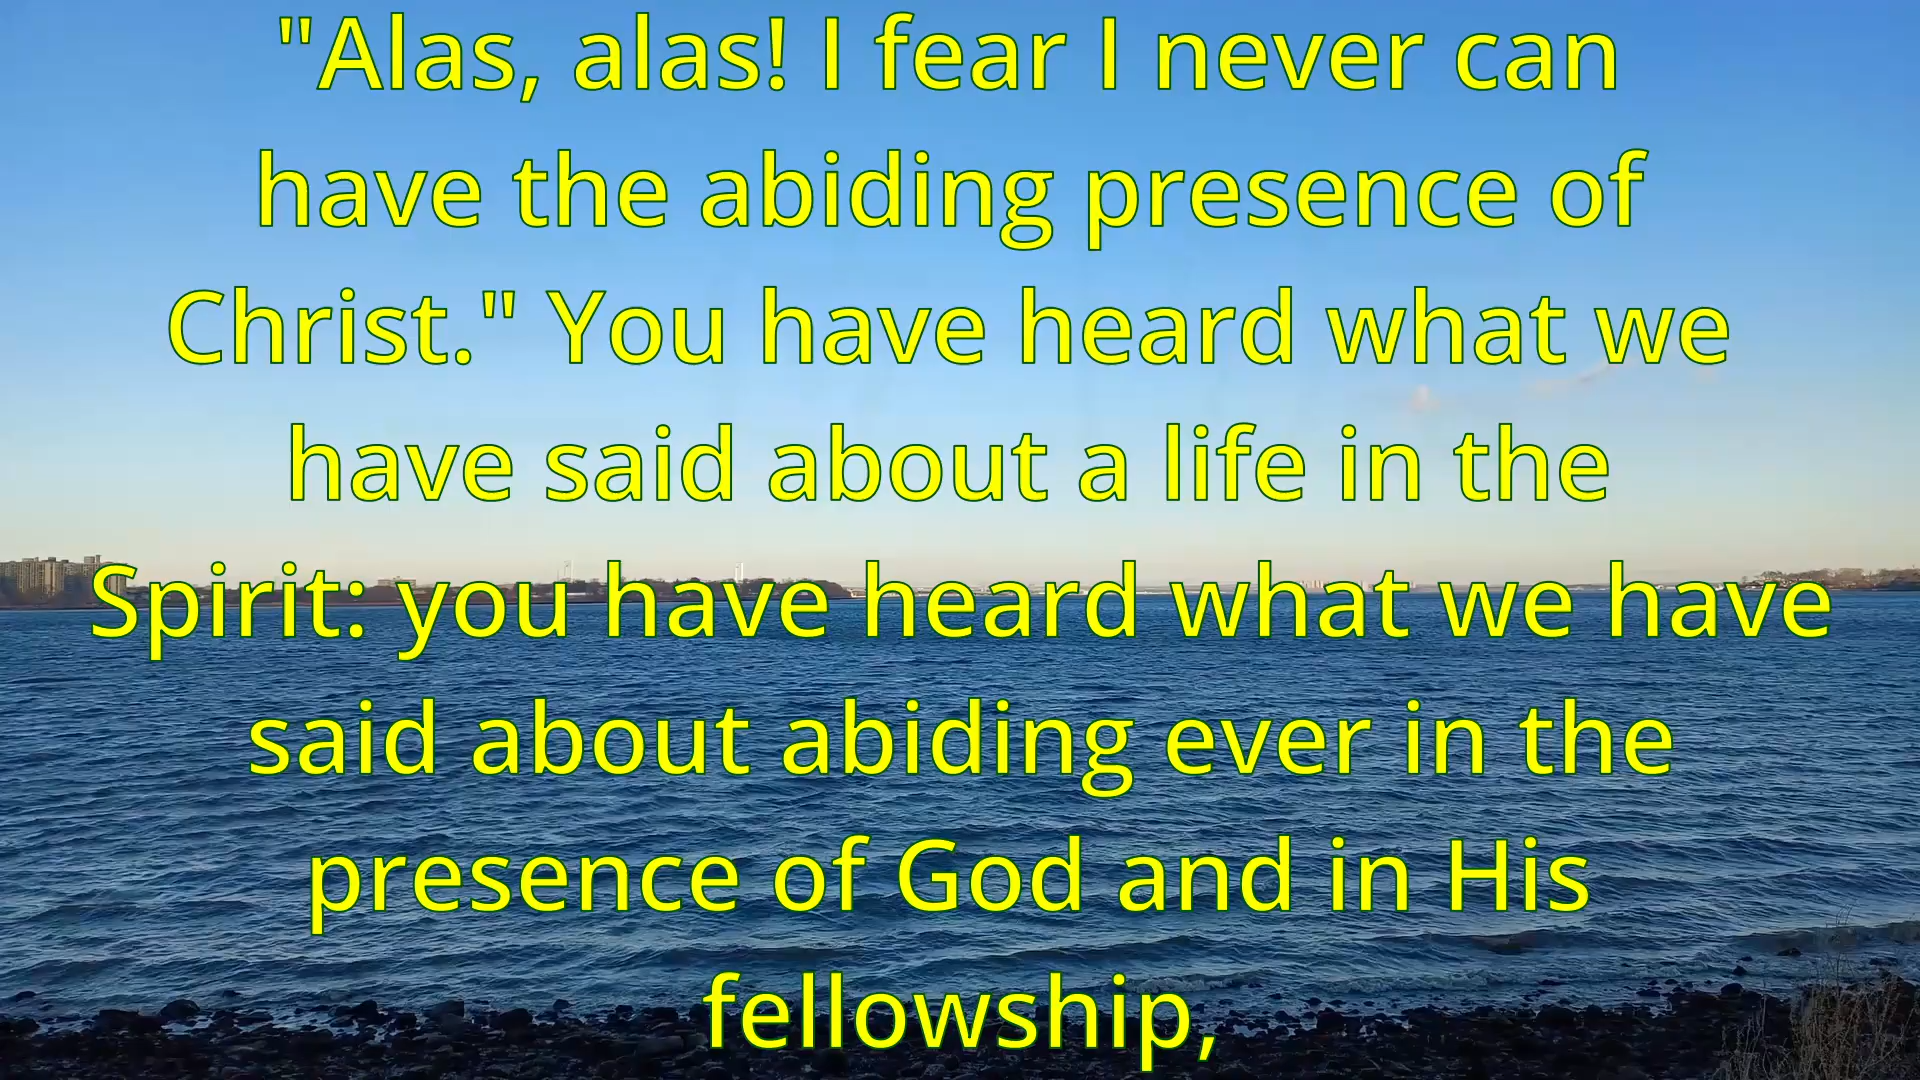 "Alas, alas! I fear I never can
have the abiding presence of
Christ." You have heard what we
have said about a life in the
Spirit: you have heard what we have
said about abiding ever in the
presence of God and in His
fellowship,